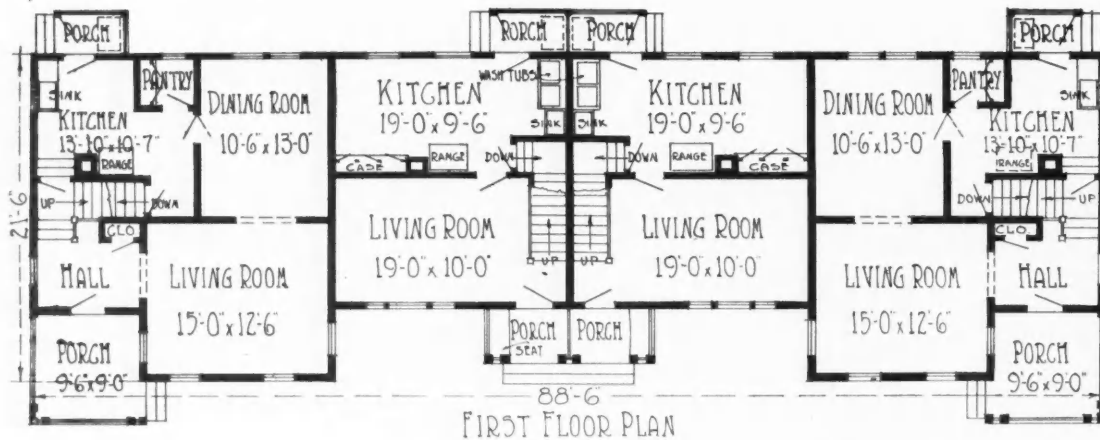 PORCH PORCH PORCH PORCH
SINK PANTRY DINING ROOM 10'-6" x 13'-0" KITCHEN 19'-0" x 9'-6" WASH TUBS SINK SINK KITCHEN 19'-0" x 9'-6" DINING ROOM 10'-6" x 13'-0" PANTRY SINK
KITCHEN 13'-10" x 10'-7" RANGE CASE RANGE DOWN DOWN RANGE CASE KITCHEN 13'-10" x 10'-7" RANGE
21'-6"
UP DOWN LIVING ROOM 19'-0" x 10'-0" UP UP LIVING ROOM 19'-0" x 10'-0" DOWN UP
CLO. CLO
HALL LIVING ROOM 15'-0" x 12'-6" LIVING ROOM 15'-0" x 12'-6" HALL
PORCH 9'-6" x 9'-0" PORCH SEAT PORCH PORCH 9'-6" x 9'-0"
88'-6"
FIRST FLOOR PLAN